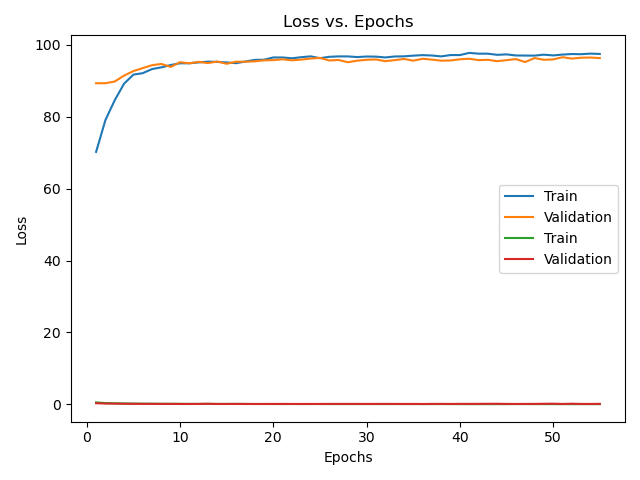 Loss vs. Epochs
100
80
60
40
20
0
Loss
Train
Validation
Train
Validation
0 10 20 30 40 50
Epochs